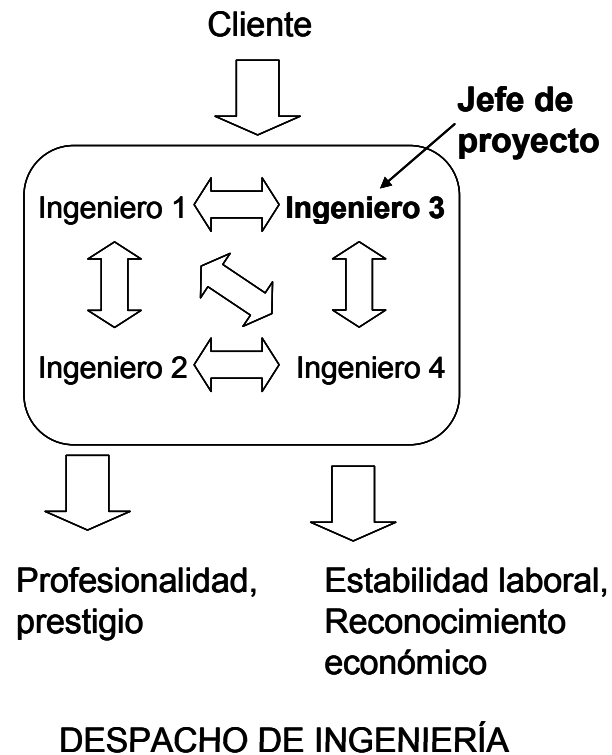 Cliente
Jefe de
proyecto
Ingeniero 1
Ingeniero 3
Ingeniero 2
Ingeniero 4
Profesionalidad,
prestigio
Estabilidad laboral,
Reconocimiento
económico
DESPACHO DE INGENIERÍA